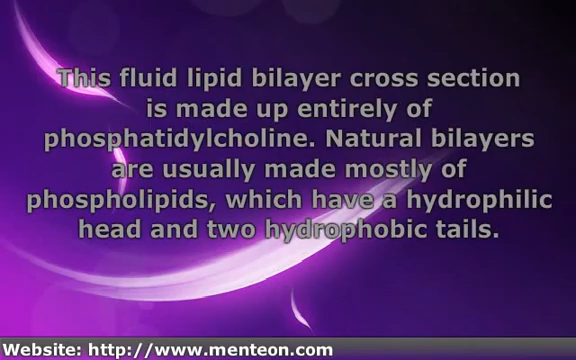 This fluid lipid bilayer cross section
is made up entirely of
phosphatidylcholine. Natural bilayers
are usually made mostly of
phospholipids, which have a hydrophilic
head and two hydrophobic tails.
Website: http://www.menteon.com